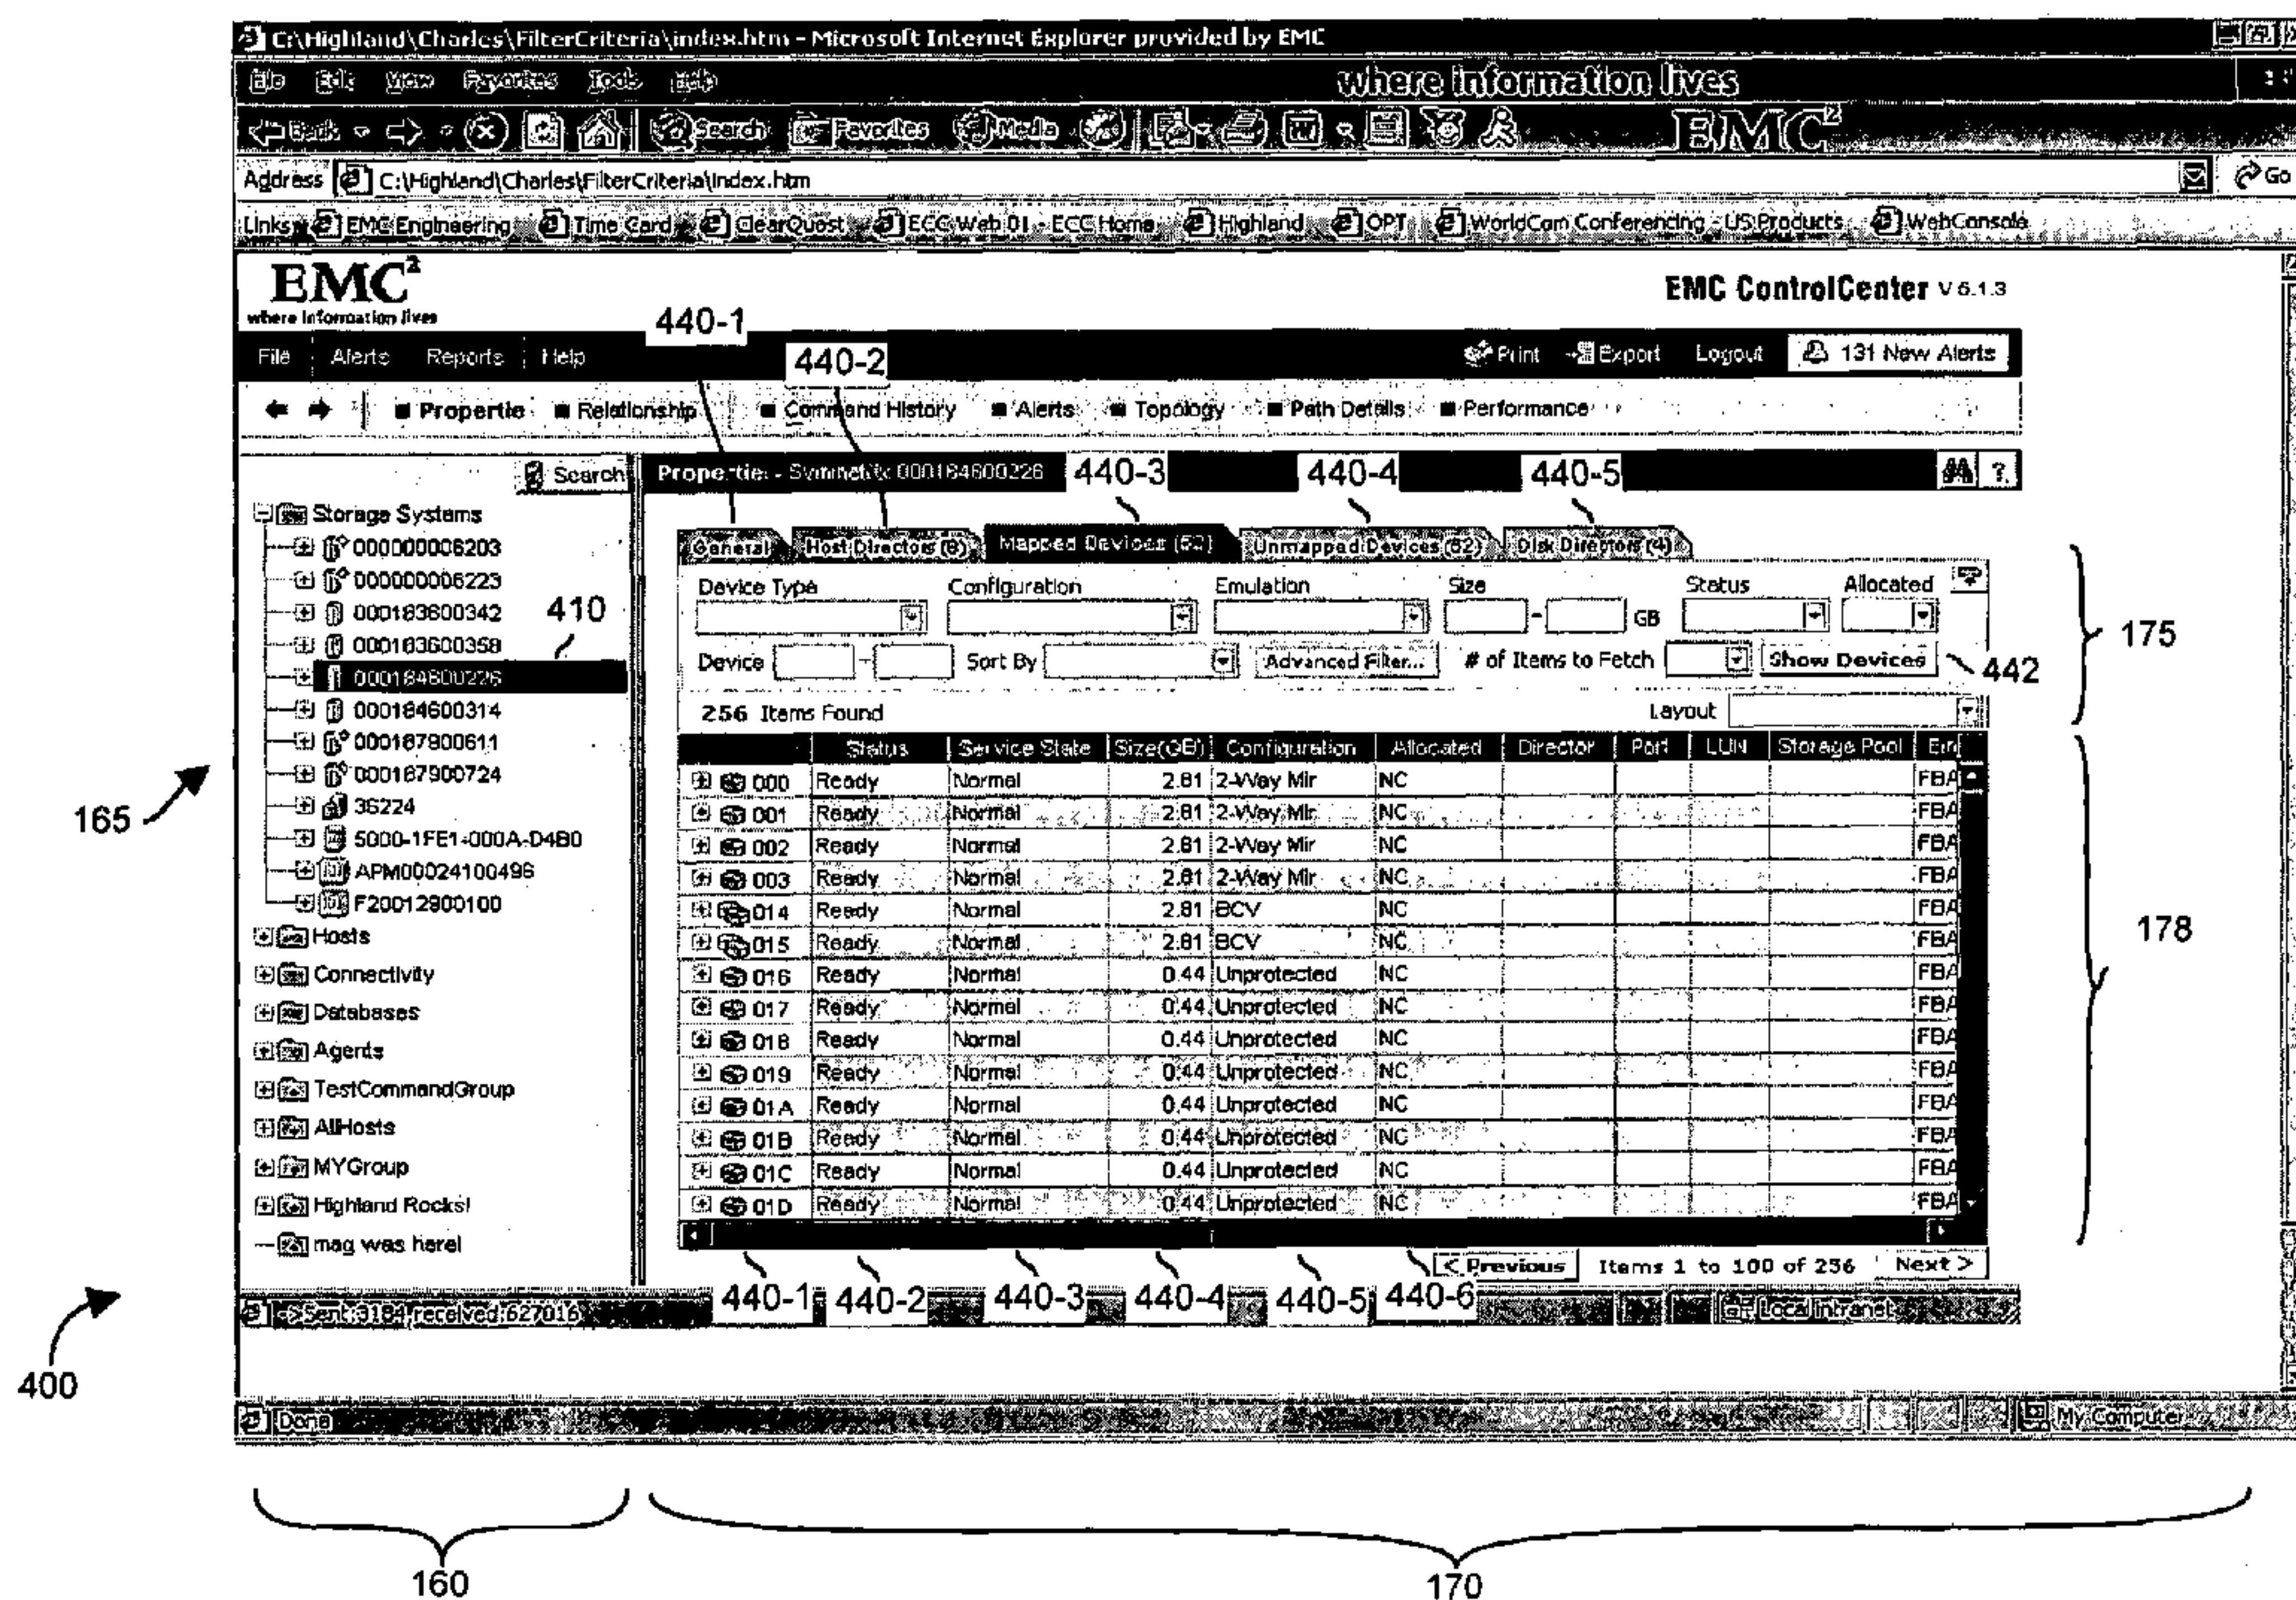 C:\Highland\Charles\FilterCriteria\index.htm - Microsoft Internet Explorer provided by EMC
File Edit View Favorites Tools Help where information lives
Back Search Favorites Media EMC²
Address C:\Highland\Charles\FilterCriteria\index.htm Go
Links EMC Engineering Time Card ClearQuest ECC Web 01 - ECC Home Highland OPT WorldCom Conferencing - US Products WebConsole
EMC²
where information lives
EMC ControlCenter V 5.1.3
440-1
File Alerts Reports Help 440-2 Print Export Logout 131 New Alerts
Propertie Relationship Command History Alerts Topology Path Details Performance
Search Properties - Symmetrix 000184600226 440-3 440-4 440-5 ?
Storage Systems
000000006203
000000006223
000183600342
000183600358
000184600226
000184600314
000187900611
000187900724
36224
5000-1FE1-000A-D4B0
APM00024100496
F20012900100
Hosts
Connectivity
Databases
Agents
TestCommandGroup
AllHosts
MYGroup
Highland Rocks!
mag was here!
410
165
General Host Directors (8) Mapped Devices (62) Unmapped Devices (62) Disk Directors (4)
Device Type Configuration Emulation Size - GB Status Allocated
Device - Sort By Advanced Filter... # of Items to Fetch Show Devices 442
175
256 Items Found Layout
Status Service State Size(GB) Configuration Allocated Director Port LUN Storage Pool Em
000 Ready Normal 2.81 2-Way Mir NC FBA
001 Ready Normal 2.81 2-Way Mir NC FBA
002 Ready Normal 2.81 2-Way Mir NC FBA
003 Ready Normal 2.81 2-Way Mir NC FBA
014 Ready Normal 2.81 BCV NC FBA
015 Ready Normal 2.81 BCV NC FBA
016 Ready Normal 0.44 Unprotected NC FBA
017 Ready Normal 0.44 Unprotected NC FBA
018 Ready Normal 0.44 Unprotected NC FBA
019 Ready Normal 0.44 Unprotected NC FBA
01A Ready Normal 0.44 Unprotected NC FBA
01B Ready Normal 0.44 Unprotected NC FBA
01C Ready Normal 0.44 Unprotected NC FBA
01D Ready Normal 0.44 Unprotected NC FBA
178
< Previous Items 1 to 100 of 256 Next >
440-1 440-2 440-3 440-4 440-5 440-6
->Sent:3184,received:627016 Local intranet
400
Done My Computer
160 170